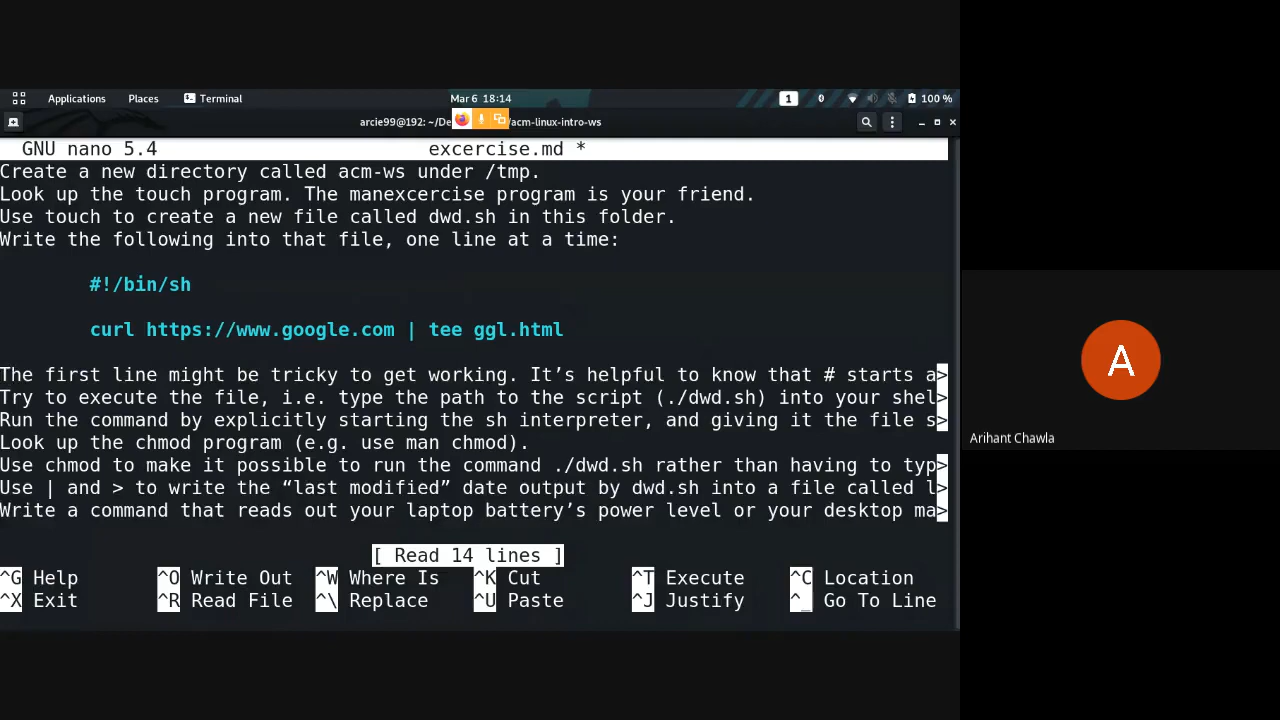 Applications Places Terminal Mar 6 18:14 1 100 %
arcie99@192: ~/De /acm-linux-intro-ws
GNU nano 5.4 excercise.md *
Create a new directory called acm-ws under /tmp.
Look up the touch program. The manexcercise program is your friend.
Use touch to create a new file called dwd.sh in this folder.
Write the following into that file, one line at a time:
#!/bin/sh
curl https://www.google.com | tee ggl.html
The first line might be tricky to get working. It’s helpful to know that # starts a>
Try to execute the file, i.e. type the path to the script (./dwd.sh) into your shel>
Run the command by explicitly starting the sh interpreter, and giving it the file s>
Look up the chmod program (e.g. use man chmod).
Use chmod to make it possible to run the command ./dwd.sh rather than having to typ>
Use | and > to write the “last modified” date output by dwd.sh into a file called l>
Write a command that reads out your laptop battery’s power level or your desktop ma>
[ Read 14 lines ]
^G Help ^O Write Out ^W Where Is ^K Cut ^T Execute ^C Location
^X Exit ^R Read File ^\ Replace ^U Paste ^J Justify ^_ Go To Line
A
Arihant Chawla